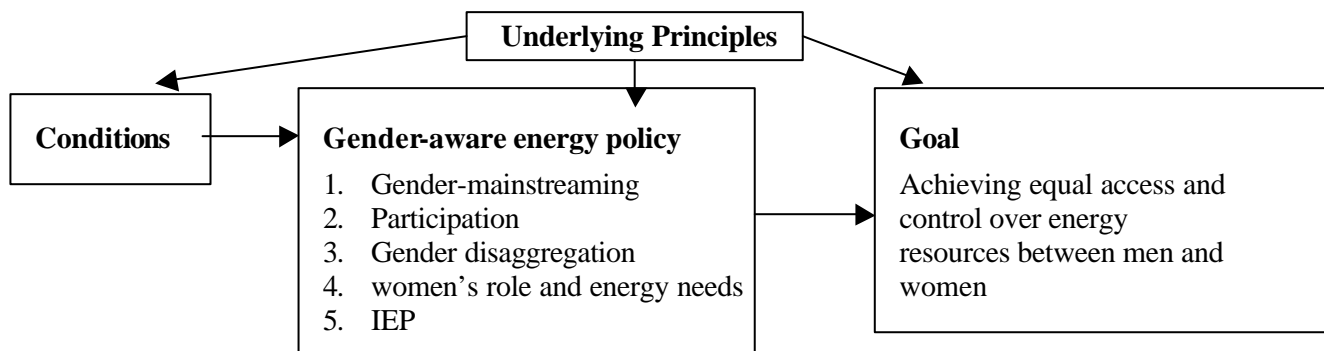 Underlying Principles
Conditions
Gender-aware energy policy
1. Gender-mainstreaming
2. Participation
3. Gender disaggregation
4. women’s role and energy needs
5. IEP
Goal
Achieving equal access and
control over energy
resources between men and
women